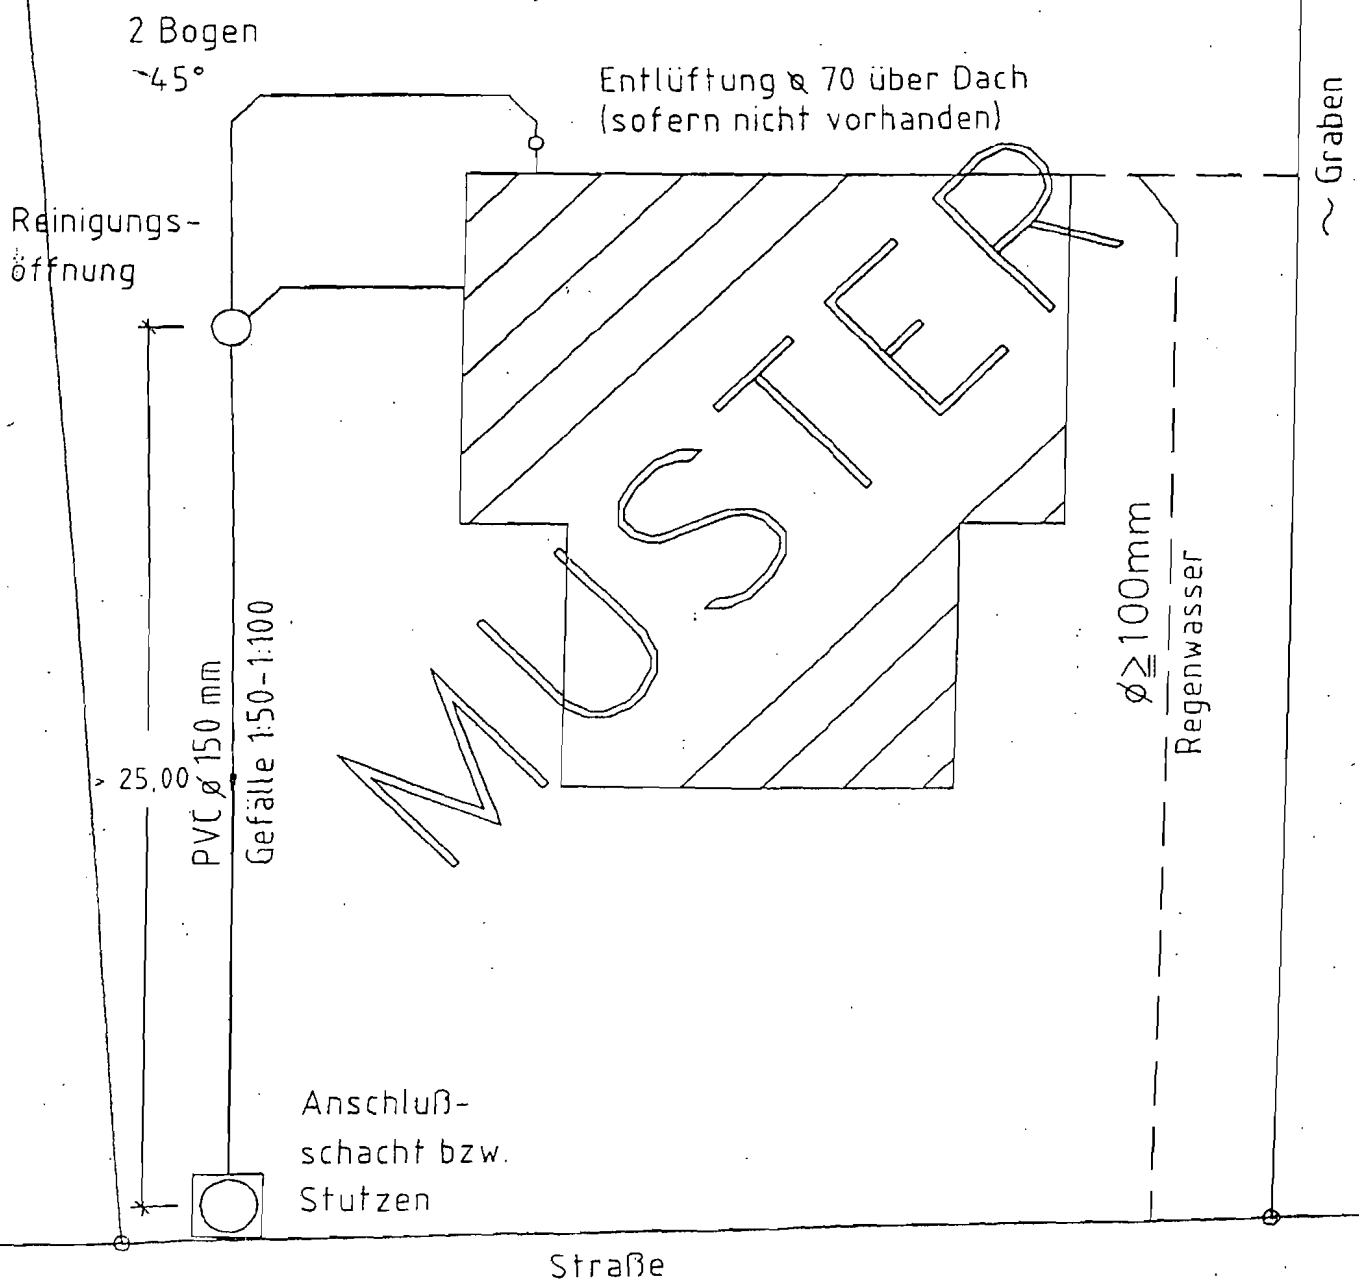 2 Bogen
~45°
Entlüftung ø 70 über Dach
(sofern nicht vorhanden)
~ Graben
Reinigungs-
öffnung
MUSTER
> 25,00
PVC ø 150 mm
Gefälle 1:50-1:100
ø ≧ 100mm
Regenwasser
Anschluß-
schacht bzw.
Stutzen
Straße